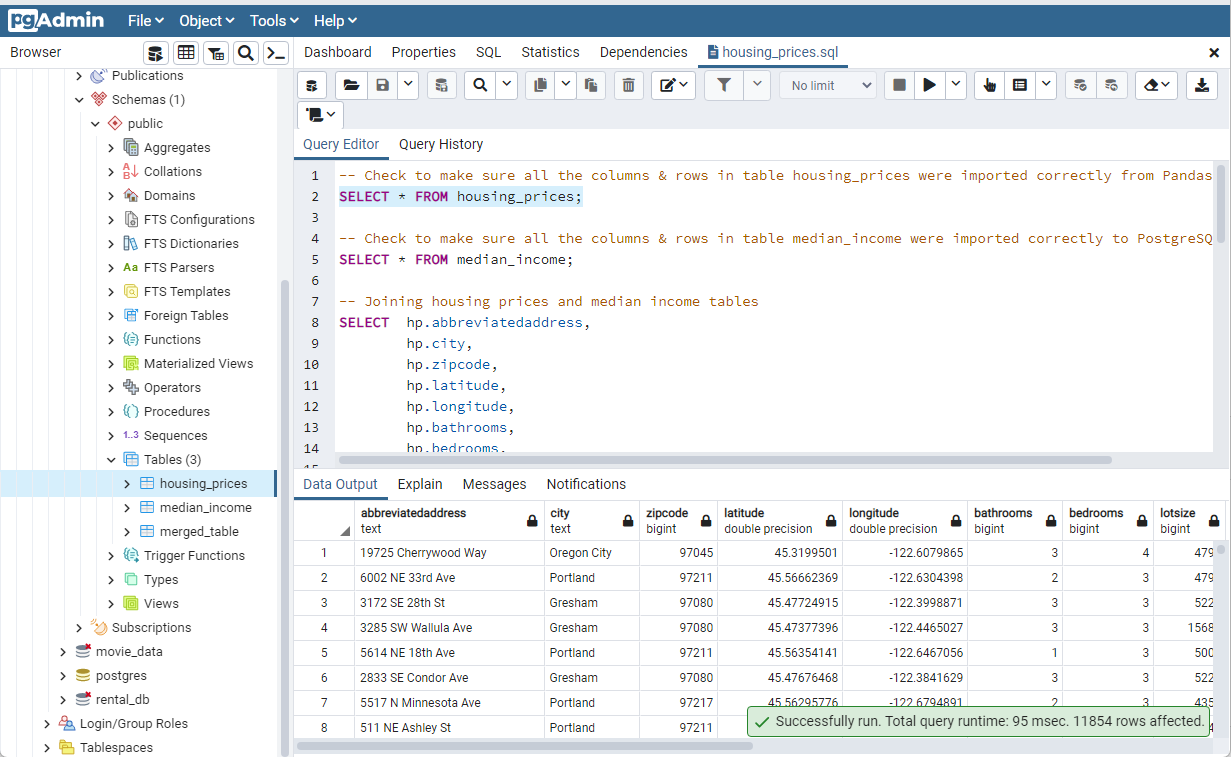 pgAdmin File Object Tools Help
Browser
Dashboard Properties SQL Statistics Dependencies housing_prices.sql
Publications
Schemas (1)
public
Aggregates
Collations
Domains
FTS Configurations
FTS Dictionaries
Aa FTS Parsers
FTS Templates
Foreign Tables
Functions
Materialized Views
Operators
Procedures
1..3 Sequences
Tables (3)
housing_prices
median_income
merged_table
Trigger Functions
Types
Views
Subscriptions
movie_data
postgres
rental_db
Login/Group Roles
Tablespaces
No limit
Query Editor Query History
1 -- Check to make sure all the columns & rows in table housing_prices were imported correctly from Pandas
2 SELECT * FROM housing_prices;
3
4 -- Check to make sure all the columns & rows in table median_income were imported correctly to PostgreSQ
5 SELECT * FROM median_income;
6
7 -- Joining housing prices and median income tables
8 SELECT hp.abbreviatedaddress,
9 hp.city,
10 hp.zipcode,
11 hp.latitude,
12 hp.longitude,
13 hp.bathrooms,
14 hp.bedrooms,
15
Data Output Explain Messages Notifications
abbreviatedaddress city zipcode latitude longitude bathrooms bedrooms lotsize
text text bigint double precision double precision bigint bigint bigint
1 19725 Cherrywood Way Oregon City 97045 45.3199501 -122.6079865 3 4 479
2 6002 NE 33rd Ave Portland 97211 45.56662369 -122.6304398 2 3 479
3 3172 SE 28th St Gresham 97080 45.47724915 -122.3998871 3 3 522
4 3285 SW Wallula Ave Gresham 97080 45.47377396 -122.4465027 3 3 1568
5 5614 NE 18th Ave Portland 97211 45.56354141 -122.6467056 1 3 500
6 2833 SE Condor Ave Gresham 97080 45.47676468 -122.3841629 3 3 522
7 5517 N Minnesota Ave Portland 97217 45.56295776 -122.6794891 2 3 435
8 511 NE Ashley St Portland 97211
Successfully run. Total query runtime: 95 msec. 11854 rows affected.